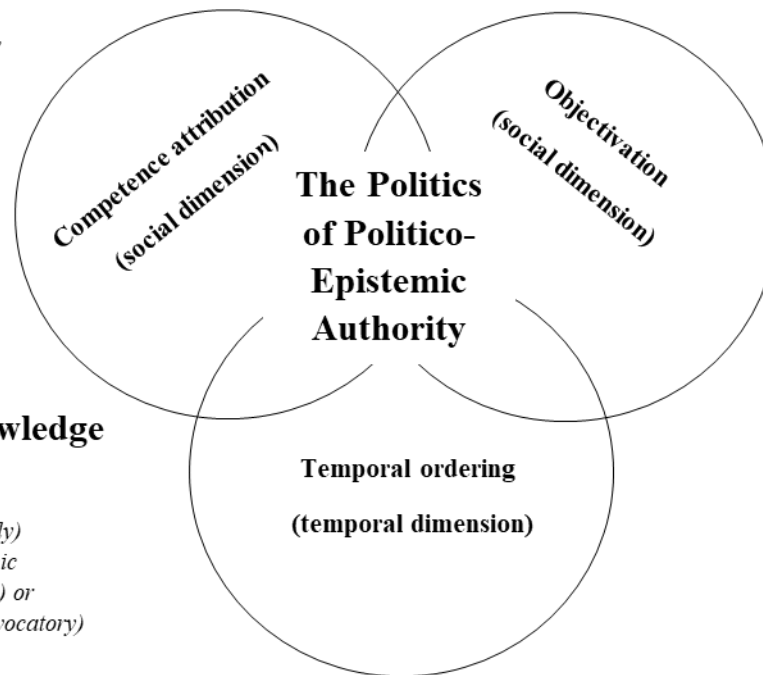 Competence attribution
(social dimension)
Objectivation
(social dimension)
The Politics
of Politico-
Epistemic
Authority
Temporal ordering
(temporal dimension)
wledge
ly)
ic
) or
vocatory)